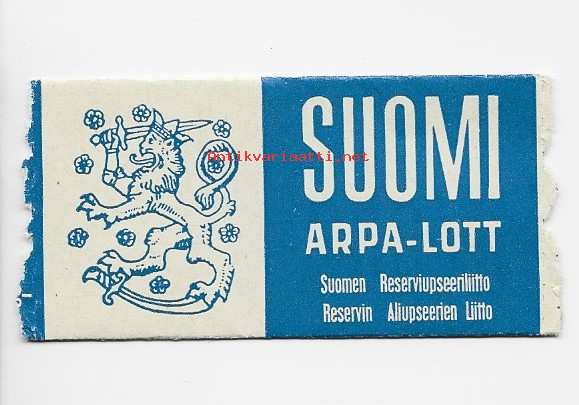 SUOMI
ARPA-LOTT
Suomen Reserviupseeriliitto
Reservin Aliupseerien Liitto
Antikvariaatti.net